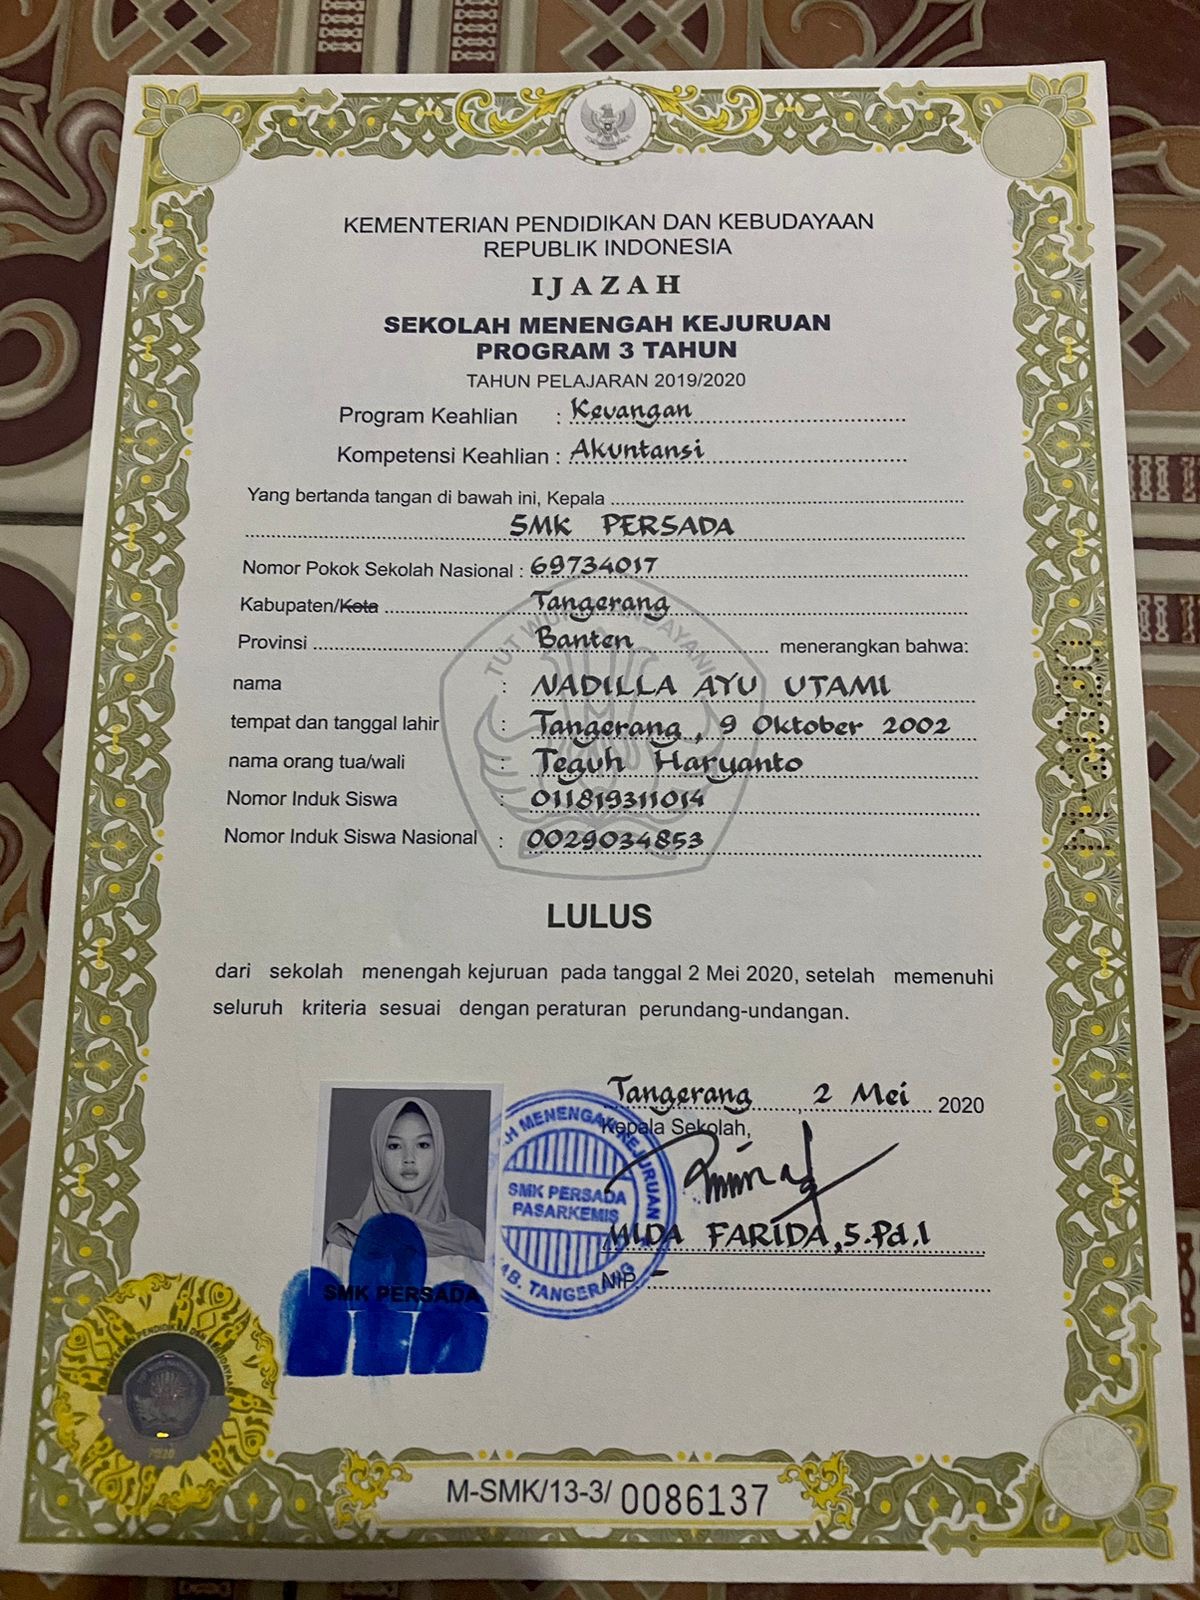 KEMENTERIAN PENDIDIKAN DAN KEBUDAYAAN
REPUBLIK INDONESIA
IJAZAH
SEKOLAH MENENGAH KEJURUAN
PROGRAM 3 TAHUN
TAHUN PELAJARAN 2019/2020
Program Keahlian : Keuangan
Kompetensi Keahlian : Akuntansi
Yang bertanda tangan di bawah ini, Kepala
SMK PERSADA
Nomor Pokok Sekolah Nasional : 69734017
Kabupaten/Kota Tangerang
Provinsi Banten menerangkan bahwa:
nama : NADILLA AYU UTAMI
tempat dan tanggal lahir : Tangerang, 9 Oktober 2002
nama orang tua/wali : Teguh Haryanto
Nomor Induk Siswa : 011819311014
Nomor Induk Siswa Nasional : 0029034853
LULUS
dari sekolah menengah kejuruan pada tanggal 2 Mei 2020, setelah memenuhi
seluruh kriteria sesuai dengan peraturan perundang-undangan.
Tangerang, 2 Mei 2020
Kepala Sekolah,
MENENGAH KEJURUAN
SMK PERSADA
PASARKEMIS
TANGERANG
MIDA FARIDA, S.Pd.I
NIP. -
SMK PERSADA
2020
M-SMK/13-3/ 0086137